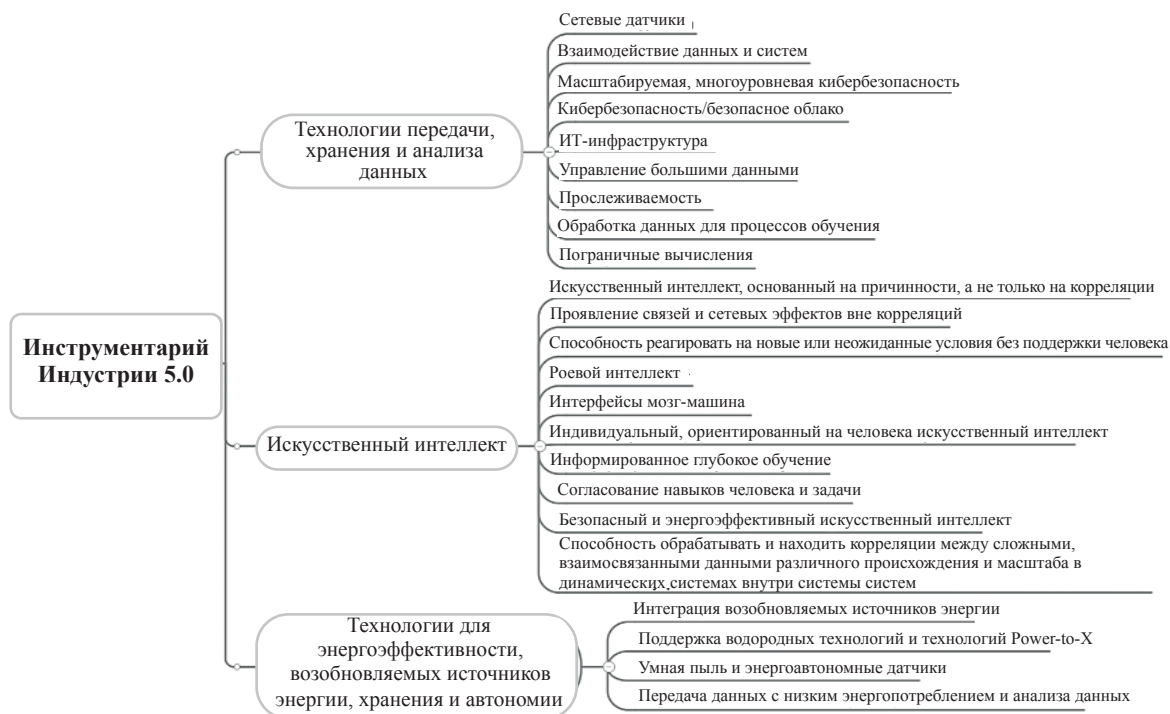 Инструментарий
Индустрии 5.0
Технологии передачи,
хранения и анализа
данных
Сетевые датчики
Взаимодействие данных и систем
Масштабируемая, многоуровневая кибербезопасность
Кибербезопасность/безопасное облако
ИТ-инфраструктура
Управление большими данными
Прослеживаемость
Обработка данных для процессов обучения
Пограничные вычисления
Искусственный интеллект
Искусственный интеллект, основанный на причинности, а не только на корреляции
Проявление связей и сетевых эффектов вне корреляций
Способность реагировать на новые или неожиданные условия без поддержки человека
Роевой интеллект
Интерфейсы мозг-машина
Индивидуальный, ориентированный на человека искусственный интеллект
Информированное глубокое обучение
Согласование навыков человека и задачи
Безопасный и энергоэффективный искусственный интеллект
Способность обрабатывать и находить корреляции между сложными,
взаимосвязанными данными различного происхождения и масштаба в
динамических системах внутри системы систем
Технологии для
энергоэффективности,
возобновляемых источников
энергии, хранения и автономии
Интеграция возобновляемых источников энергии
Поддержка водородных технологий и технологий Power-to-X
Умная пыль и энергоавтономные датчики
Передача данных с низким энергопотреблением и анализа данных